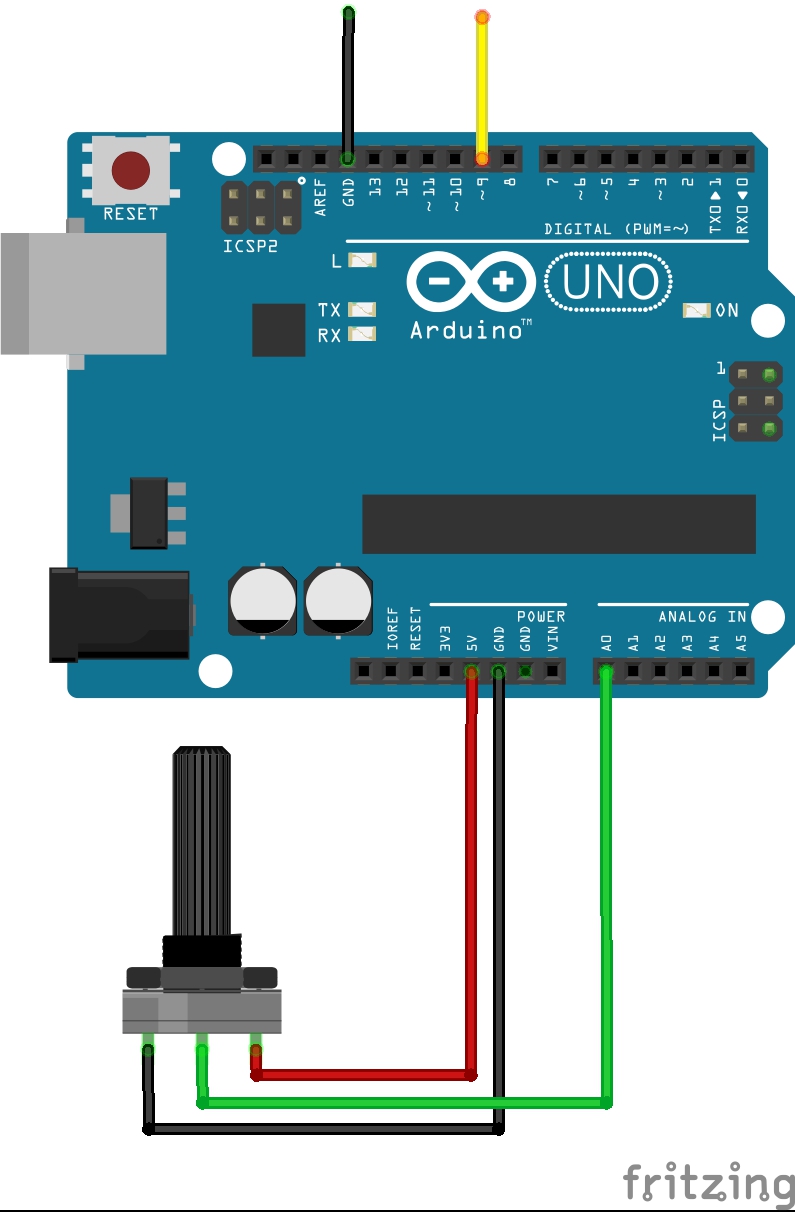 RESET
ICSP2
AREF
GND
13
12
~11
~10
~9
8
7
~6
~5
4
~3
2
TX0▶1
RX0◀0
DIGITAL (PWM=~)
L
TX
RX
UNO
Arduino™
ON
1
ICSP
POWER
ANALOG IN
IOREF
RESET
3V3
5V
GND
GND
VIN
A0
A1
A2
A3
A4
A5
fritzing